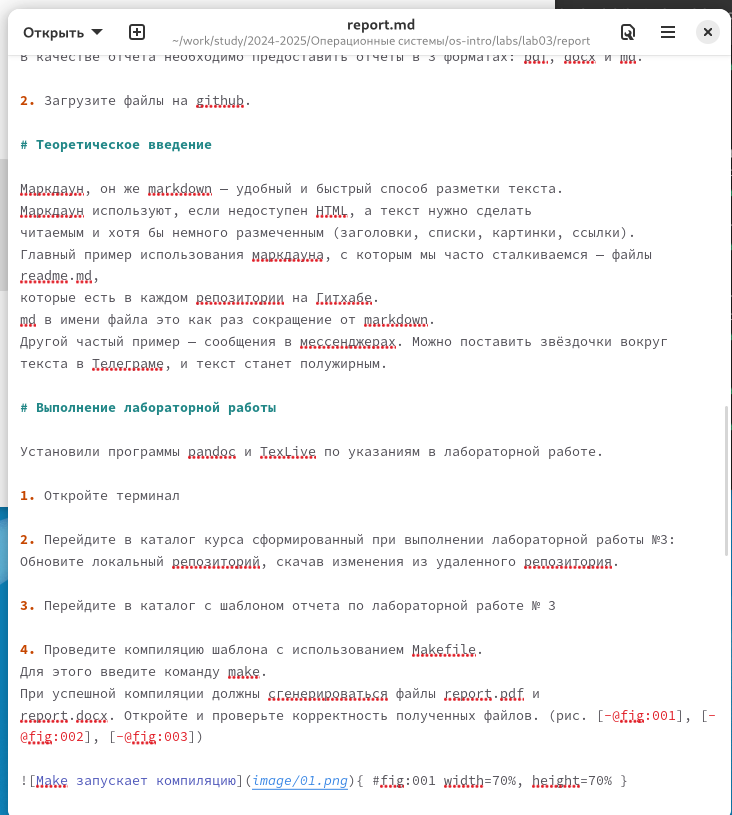 Открыть
report.md
~/work/study/2024-2025/Операционные системы/os-intro/labs/lab03/report
В качестве отчета необходимо предоставить отчеты в 3 форматах: pdf, docx и md.
2. Загрузите файлы на github.
# Теоретическое введение
Маркдаун, он же markdown — удобный и быстрый способ разметки текста.
Маркдаун используют, если недоступен HTML, а текст нужно сделать
читаемым и хотя бы немного размеченным (заголовки, списки, картинки, ссылки).
Главный пример использования маркдауна, с которым мы часто сталкиваемся — файлы
readme.md,
которые есть в каждом репозитории на Гитхабе.
md в имени файла это как раз сокращение от markdown.
Другой частый пример — сообщения в мессенджерах. Можно поставить звёздочки вокруг
текста в Телеграме, и текст станет полужирным.
# Выполнение лабораторной работы
Установили программы pandoc и TexLive по указаниям в лабораторной работе.
1. Откройте терминал
2. Перейдите в каталог курса сформированный при выполнении лабораторной работы №3:
Обновите локальный репозиторий, скачав изменения из удаленного репозитория.
3. Перейдите в каталог с шаблоном отчета по лабораторной работе № 3
4. Проведите компиляцию шаблона с использованием Makefile.
Для этого введите команду make.
При успешной компиляции должны сгенерироваться файлы report.pdf и
report.docx. Откройте и проверьте корректность полученных файлов. (рис. [-@fig:001], [-
@fig:002], [-@fig:003])
![Make запускает компиляцию](image/01.png){ #fig:001 width=70%, height=70% }